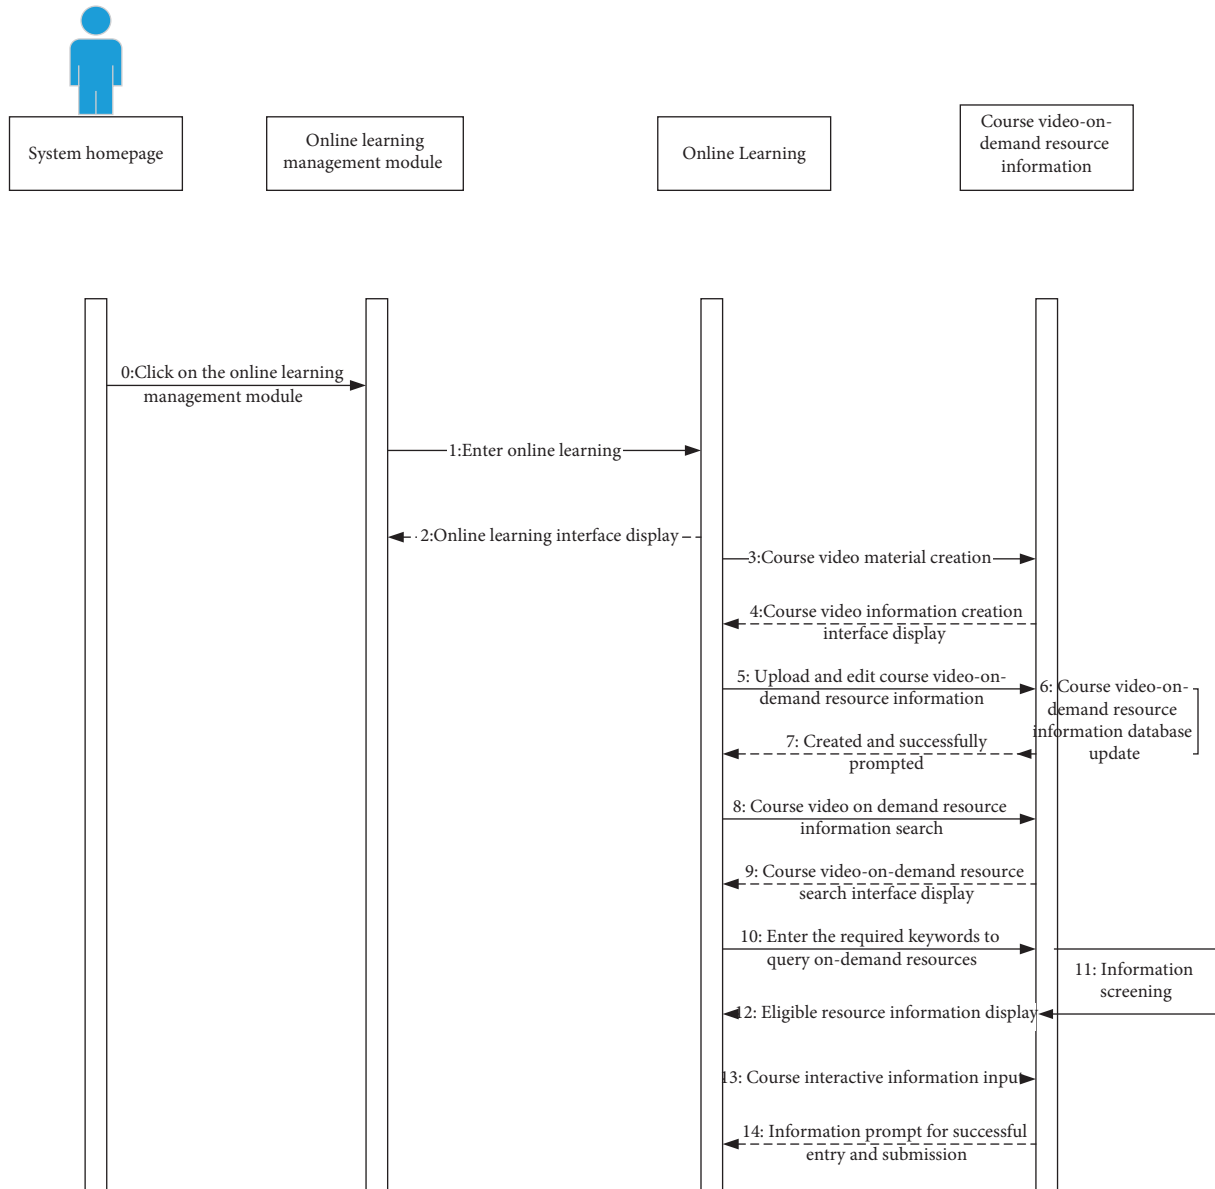 System homepage
Online learning
management module
Online Learning
Course video-on-
demand resource
information
0:Click on the online learning
management module
1:Enter online learning
2:Online learning interface display
3:Course video material creation
4:Course video information creation
interface display
5: Upload and edit course video-on-
demand resource information
6: Course video-on-
demand resource
information database
update
7: Created and successfully
prompted
8: Course video on demand resource
information search
9: Course video-on-demand resource
search interface display
10: Enter the required keywords to
query on-demand resources
11: Information
screening
12: Eligible resource information display
13: Course interactive information input
14: Information prompt for successful
entry and submission